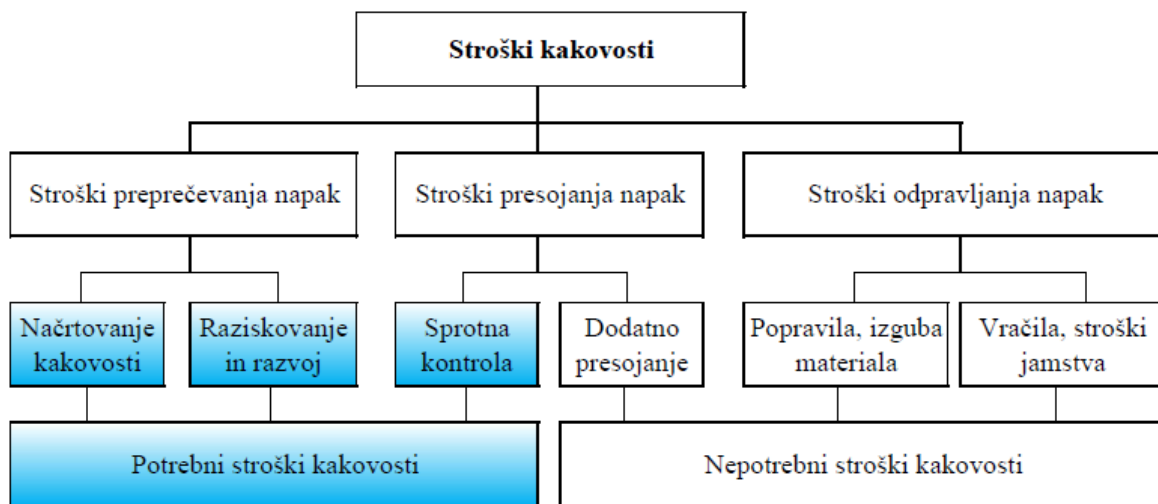 Stroški kakovosti
Stroški preprečevanja napak
Stroški presojanja napak
Stroški odpravljanja napak
Načrtovanje
kakovosti
Raziskovanje
in razvoj
Sprotna
kontrola
Dodatno
presojanje
Popravila, izguba
materiala
Vračila, stroški
jamstva
Potrebni stroški kakovosti
Nepotrebni stroški kakovosti